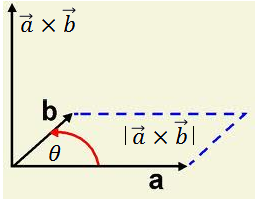 a⃗ × b⃗
b
|a⃗ × b⃗|
θ
a